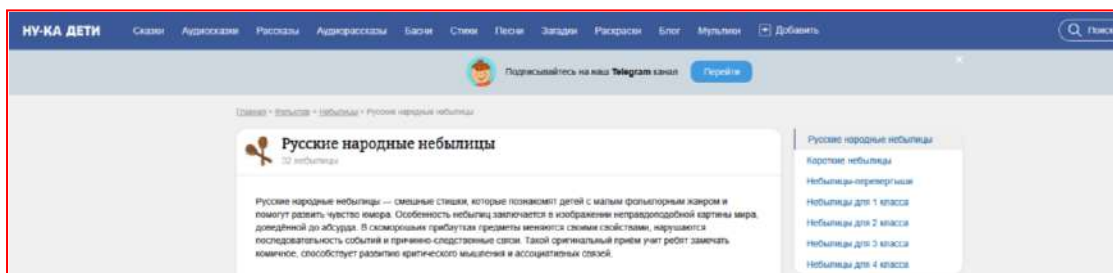 НУ-КА ДЕТИ Сказки Аудиосказки Рассказы Аудиорассказы Басни Стихи Песни Загадки Раскраски Блог Мультики + Добавить Поиск
Подписывайтесь на наш Telegram канал Перейти
Главная • Фольклор • Небылицы • Русские народные небылицы
Русские народные небылицы
32 небылицы
Русские народные небылицы — смешные стишки, которые познакомят детей с малым фольклорным жанром и
помогут развить чувство юмора. Особенность небылиц заключается в изображении неправдоподобной картины мира,
доведённой до абсурда. В скоморошьих прибаутках предметы меняются своими свойствами, нарушаются
последовательность событий и причинно-следственные связи. Такой оригинальный приём учит ребят замечать
комичное, способствует развитию критического мышления и ассоциативных связей.
Русские народные небылицы
Короткие небылицы
Небылицы-перевертыши
Небылицы для 1 класса
Небылицы для 2 класса
Небылицы для 3 класса
Небылицы для 4 класса